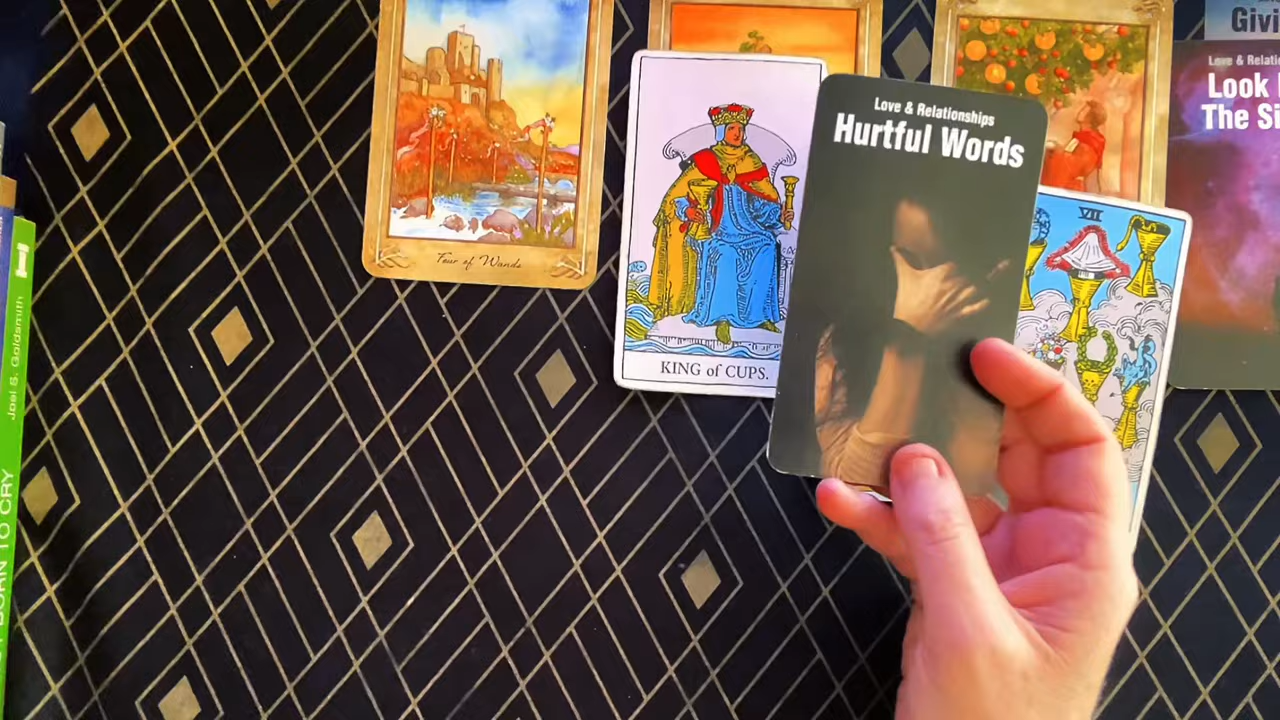 Four of Wands
KING of CUPS.
Love & Relationships
Hurtful Words
VII
Givi
Love & Relatio
Look
The Si
Joel S. Goldsmith
BORN TO CRY